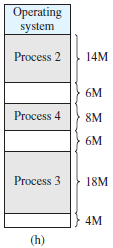 Operating
system
Process 2 14M
6M
Process 4 8M
6M
Process 3 18M
4M
(h)